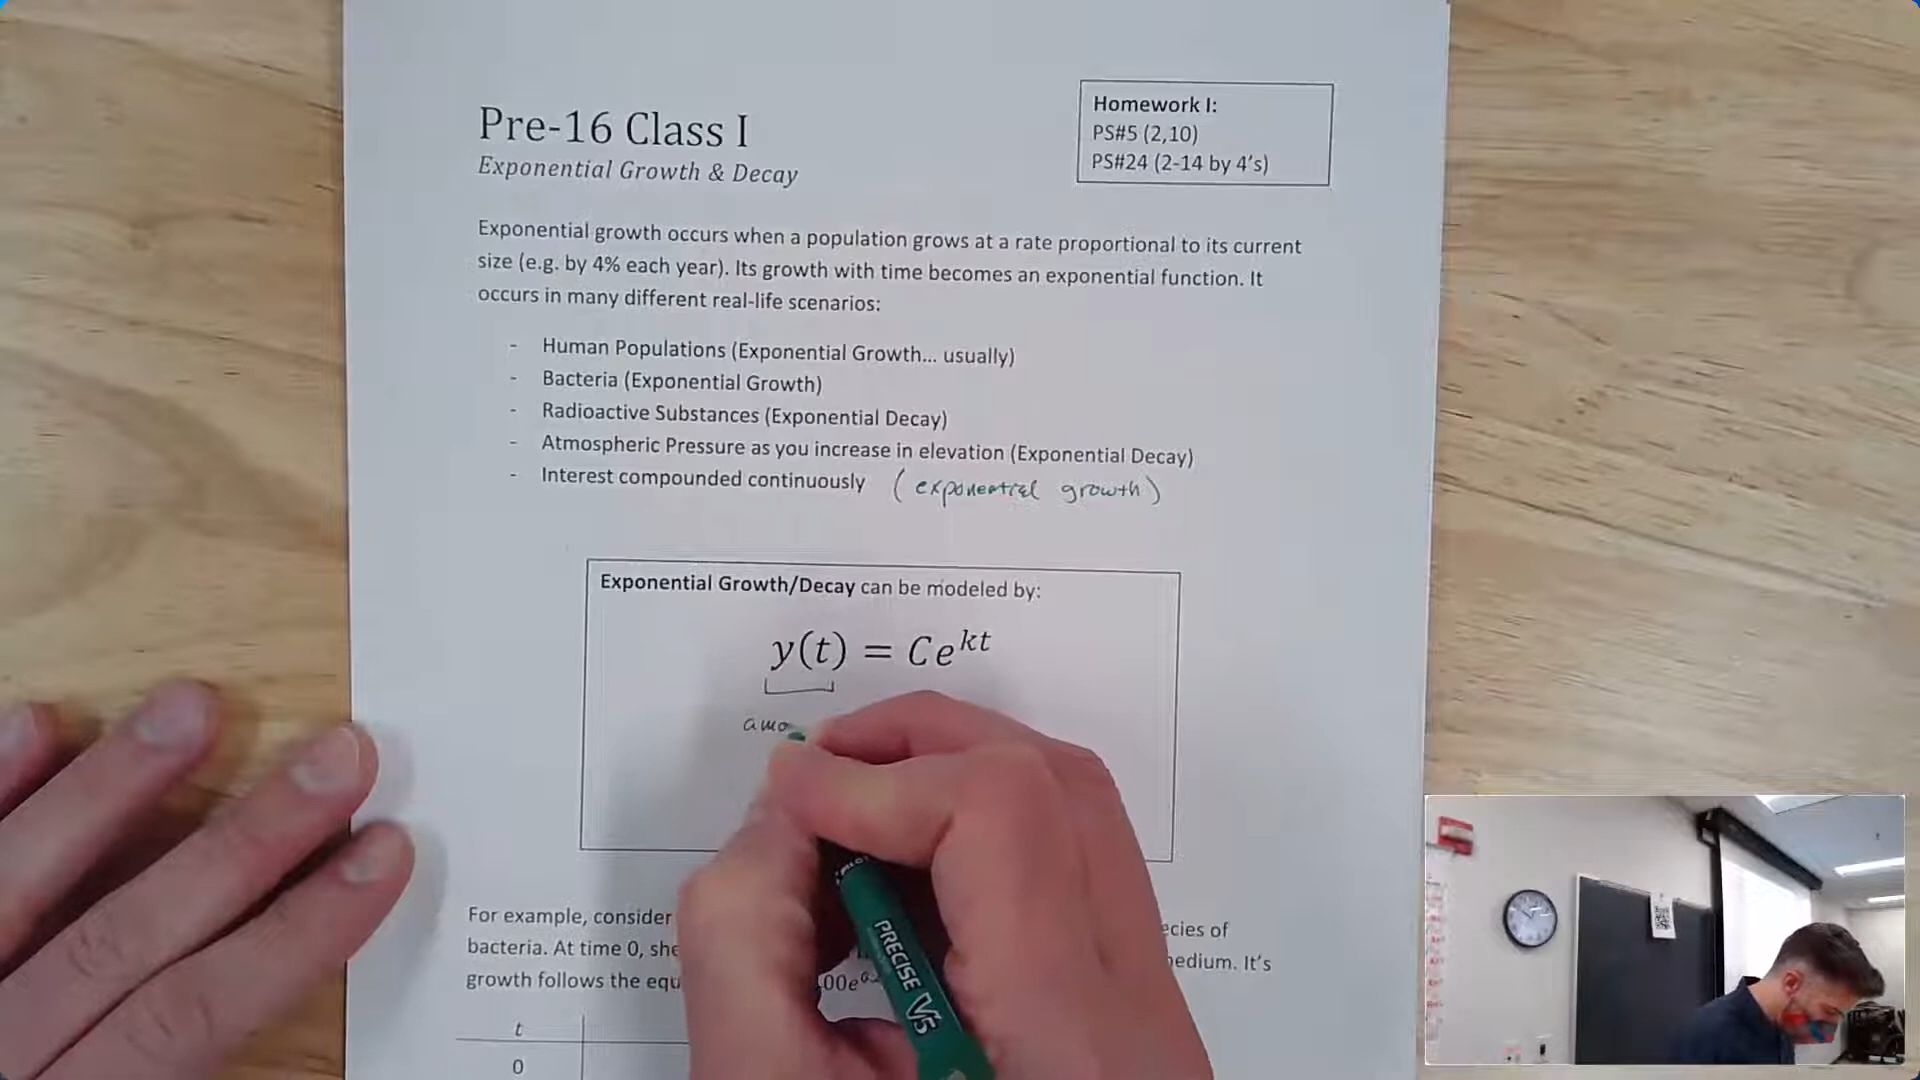 Pre-16 Class I
Exponential Growth & Decay
Homework I:
PS#5 (2,10)
PS#24 (2-14 by 4's)
Exponential growth occurs when a population grows at a rate proportional to its current
size (e.g. by 4% each year). Its growth with time becomes an exponential function. It
occurs in many different real-life scenarios:
- Human Populations (Exponential Growth... usually)
- Bacteria (Exponential Growth)
- Radioactive Substances (Exponential Decay)
- Atmospheric Pressure as you increase in elevation (Exponential Decay)
- Interest compounded continuously (exponential growth)
Exponential Growth/Decay can be modeled by:
y(t) = Ce^{kt}
amo
For example, consider ecies of
bacteria. At time 0, she edium. It's
growth follows the equ 00e
t
0
PRECISE V5